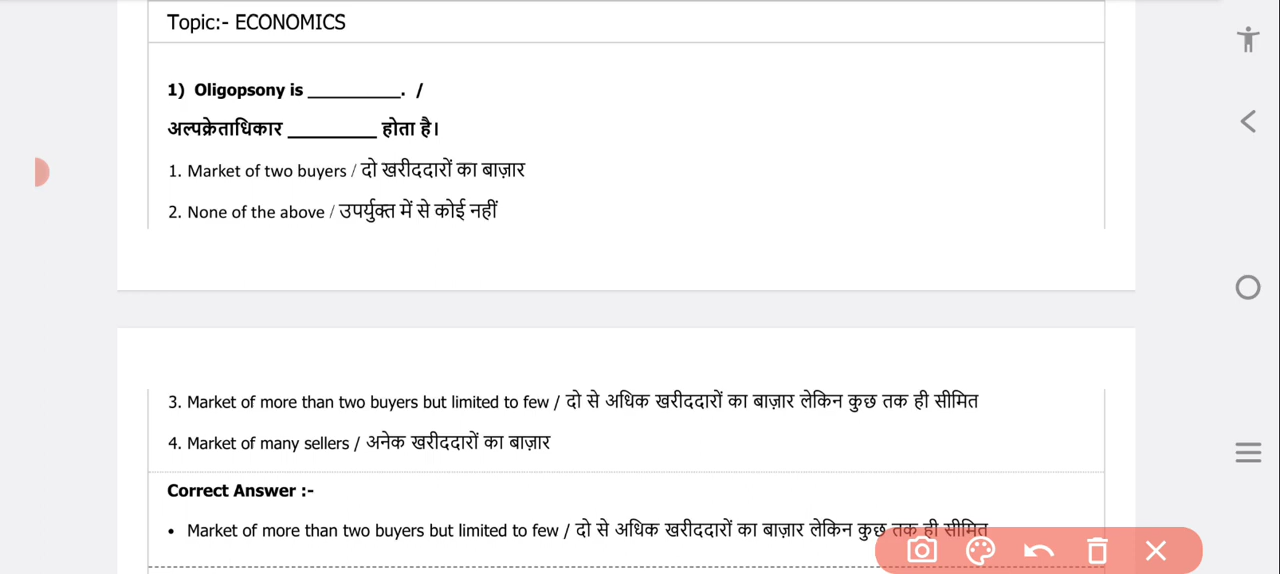 Topic:- ECONOMICS
1) Oligopsony is __________. /
अल्पक्रेताधिकार __________ होता है।
1. Market of two buyers / दो खरीददारों का बाज़ार
2. None of the above / उपर्युक्त में से कोई नहीं
3. Market of more than two buyers but limited to few / दो से अधिक खरीददारों का बाज़ार लेकिन कुछ तक ही सीमित
4. Market of many sellers / अनेक खरीददारों का बाज़ार
Correct Answer :-
• Market of more than two buyers but limited to few / दो से अधिक खरीददारों का बाज़ार लेकिन कुछ तक ही सीमित